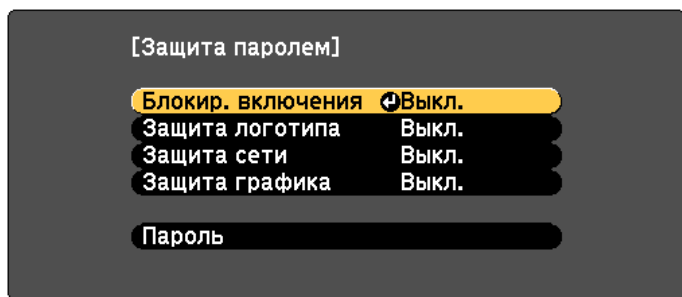 [Защита паролем]
Блокир. включения Выкл.
Защита логотипа Выкл.
Защита сети Выкл.
Защита графика Выкл.
Пароль